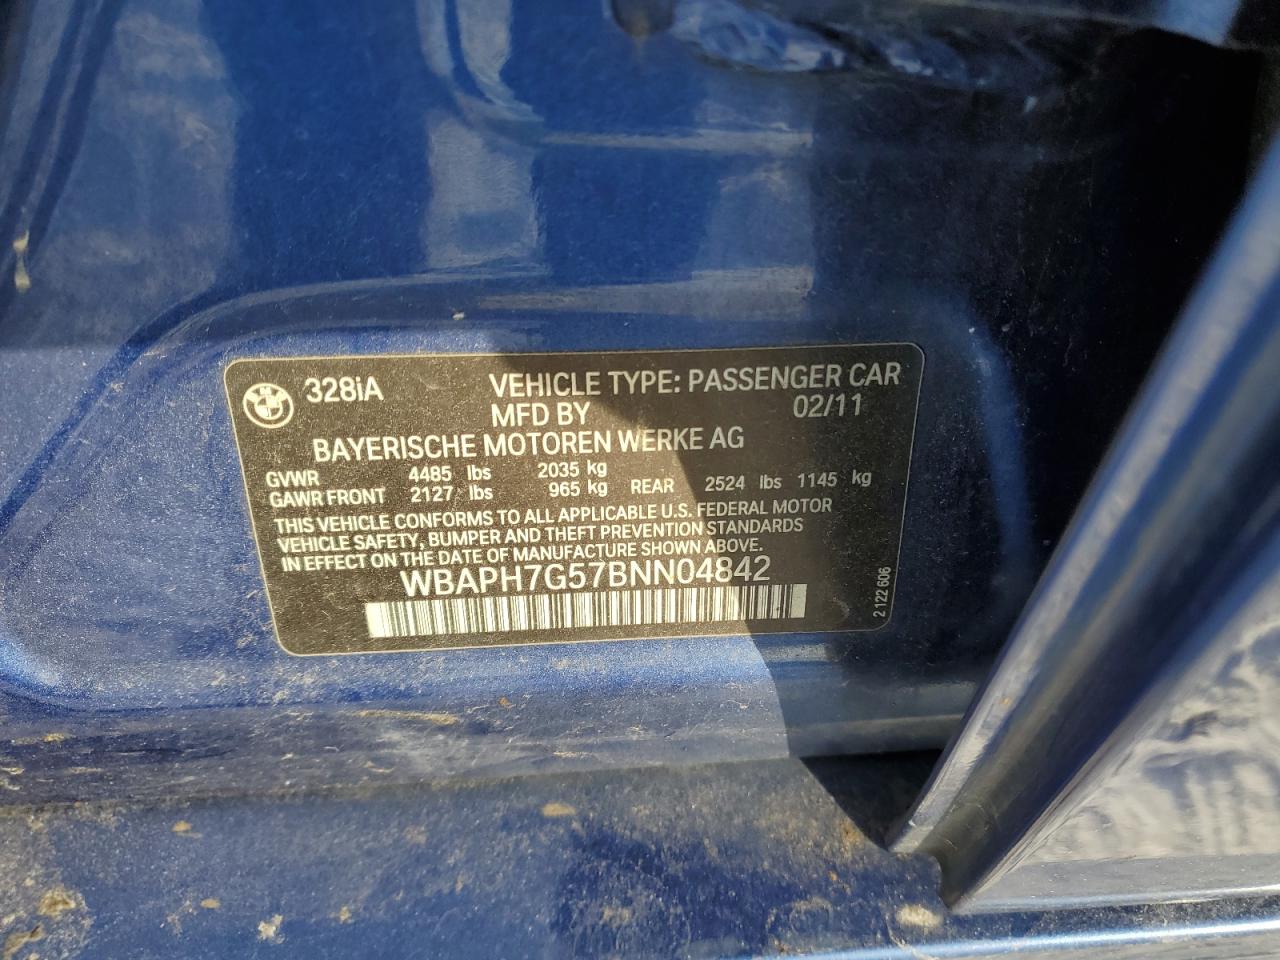 328iA VEHICLE TYPE: PASSENGER CAR
MFD BY 02/11
BAYERISCHE MOTOREN WERKE AG
GVWR 4485 lbs 2035 kg
GAWR FRONT 2127 lbs 965 kg REAR 2524 lbs 1145 kg
THIS VEHICLE CONFORMS TO ALL APPLICABLE U.S. FEDERAL MOTOR
VEHICLE SAFETY, BUMPER AND THEFT PREVENTION STANDARDS
IN EFFECT ON THE DATE OF MANUFACTURE SHOWN ABOVE.
WBAPH7G57BNN04842
2 122 606